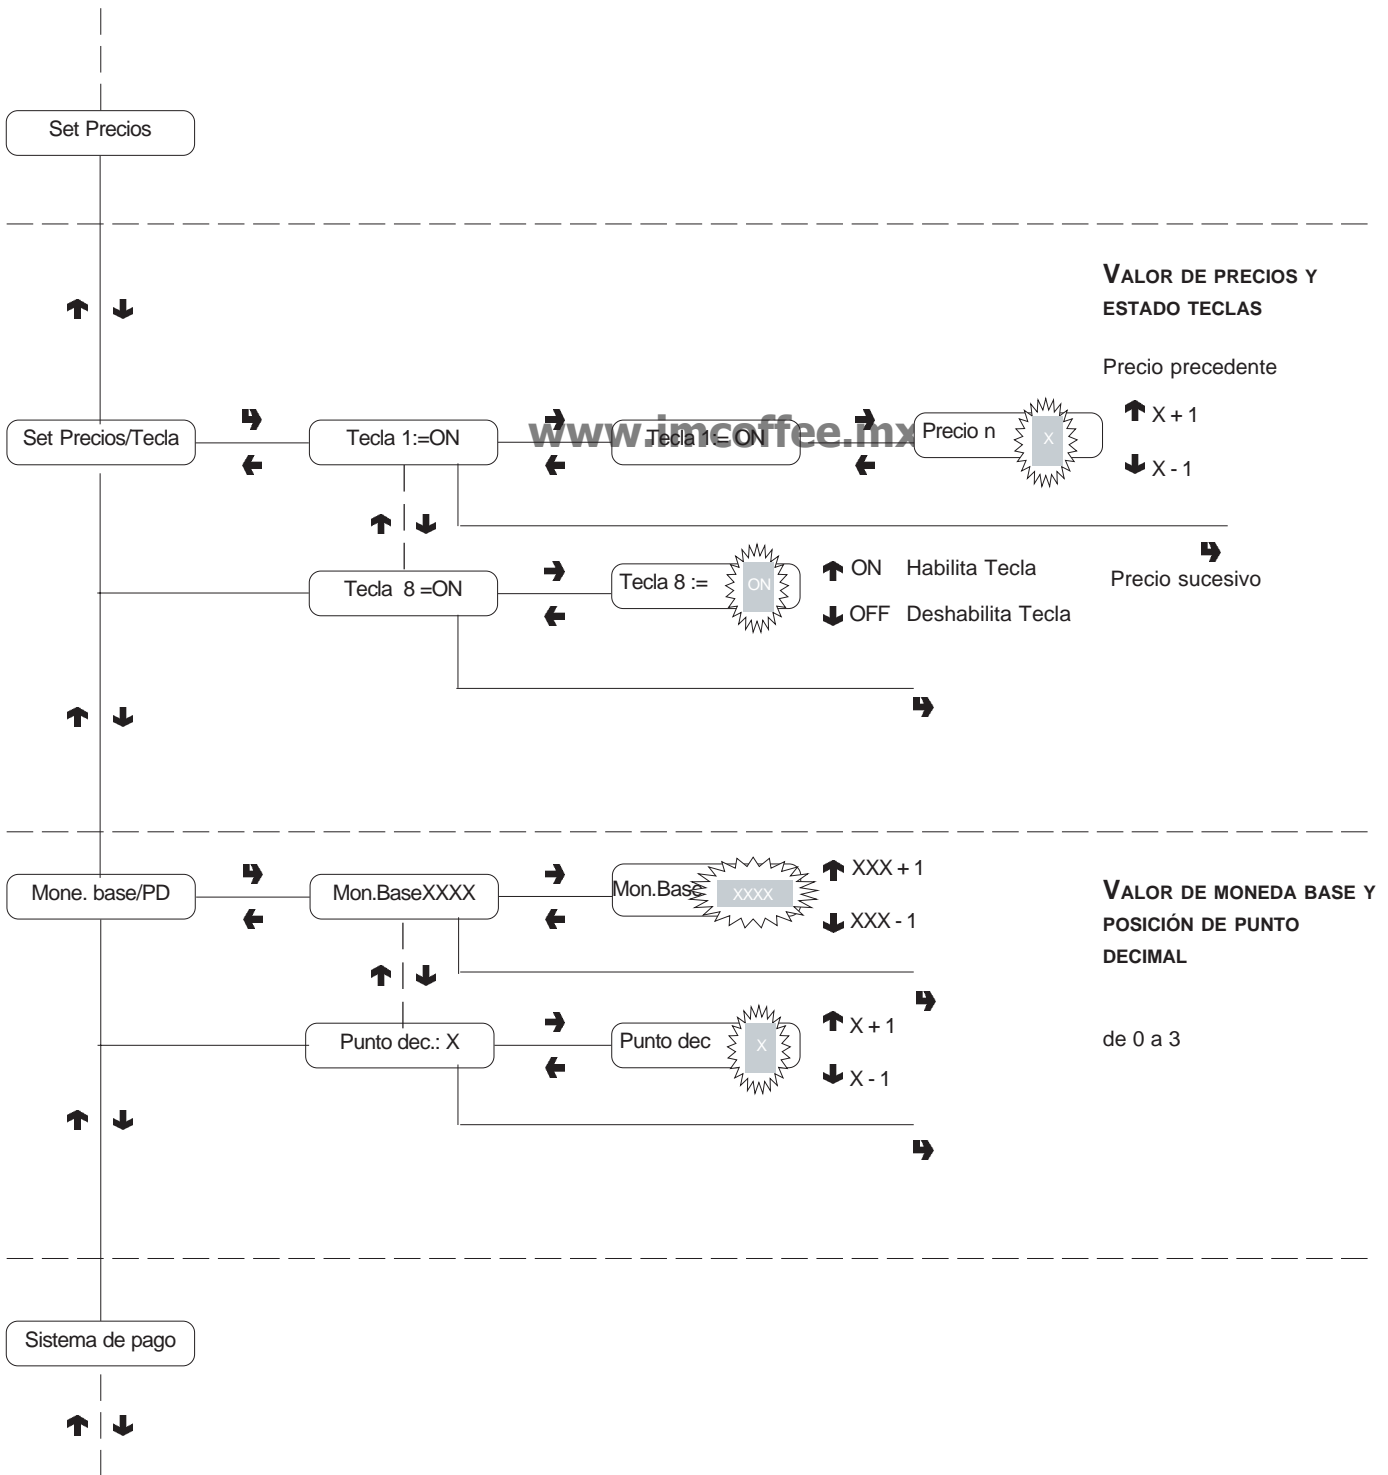 Set Precios
VALOR DE PRECIOS Y
ESTADO TECLAS
Precio precedente
Set Precios/Tecla
Tecla 1:=ON
Tecla 1:= ON
www.imcoffee.mx
Precio n
X
X + 1
X - 1
Tecla 8 =ON
Tecla 8 :=
ON
ON Habilita Tecla
OFF Deshabilita Tecla
Precio sucesivo
Mone. base/PD
Mon.BaseXXXX
Mon.Base
XXXX
XXX + 1
XXX - 1
VALOR DE MONEDA BASE Y
POSICIÓN DE PUNTO
DECIMAL
Punto dec.: X
Punto dec
X
X + 1
X - 1
de 0 a 3
Sistema de pago